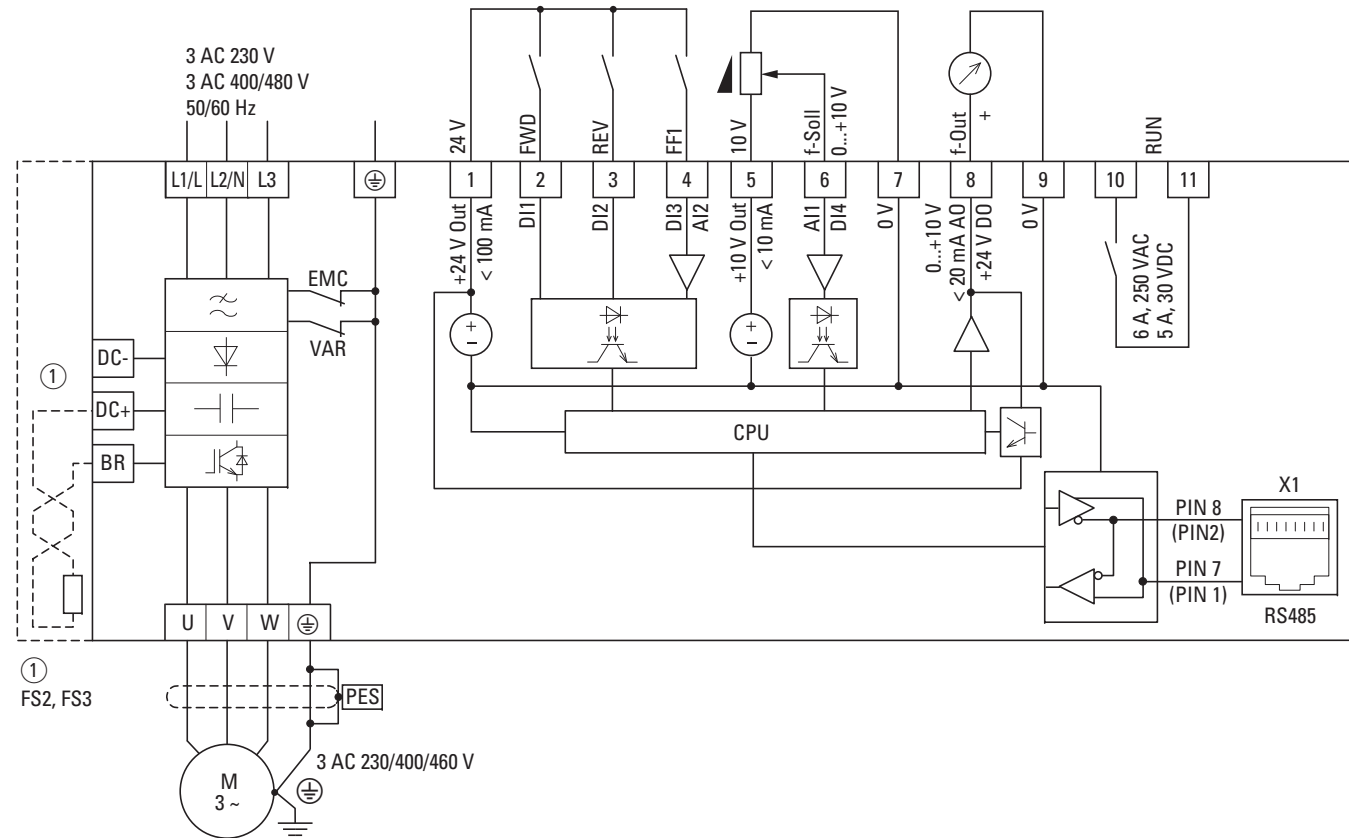 3 AC 230 V
3 AC 400/480 V
50/60 Hz
24 V
FWD
REV
FF1
10 V
f-Soll
0...+10 V
f-Out
+
RUN
L1/L
L2/N
L3
1
2
3
4
5
6
7
8
9
10
11
+24 V Out
< 100 mA
DI1
DI2
DI3
AI2
+10 V Out
< 10 mA
AI1
DI4
0 V
0...+10 V
< 20 mA AO
+24 V DO
0 V
6 A, 250 VAC
5 A, 30 VDC
EMC
VAR
+
-
+
-
DC-
①
DC+
BR
CPU
X1
PIN 8
(PIN2)
PIN 7
(PIN 1)
RS485
U
V
W
①
FS2, FS3
PES
3 AC 230/400/460 V
M
3 ~